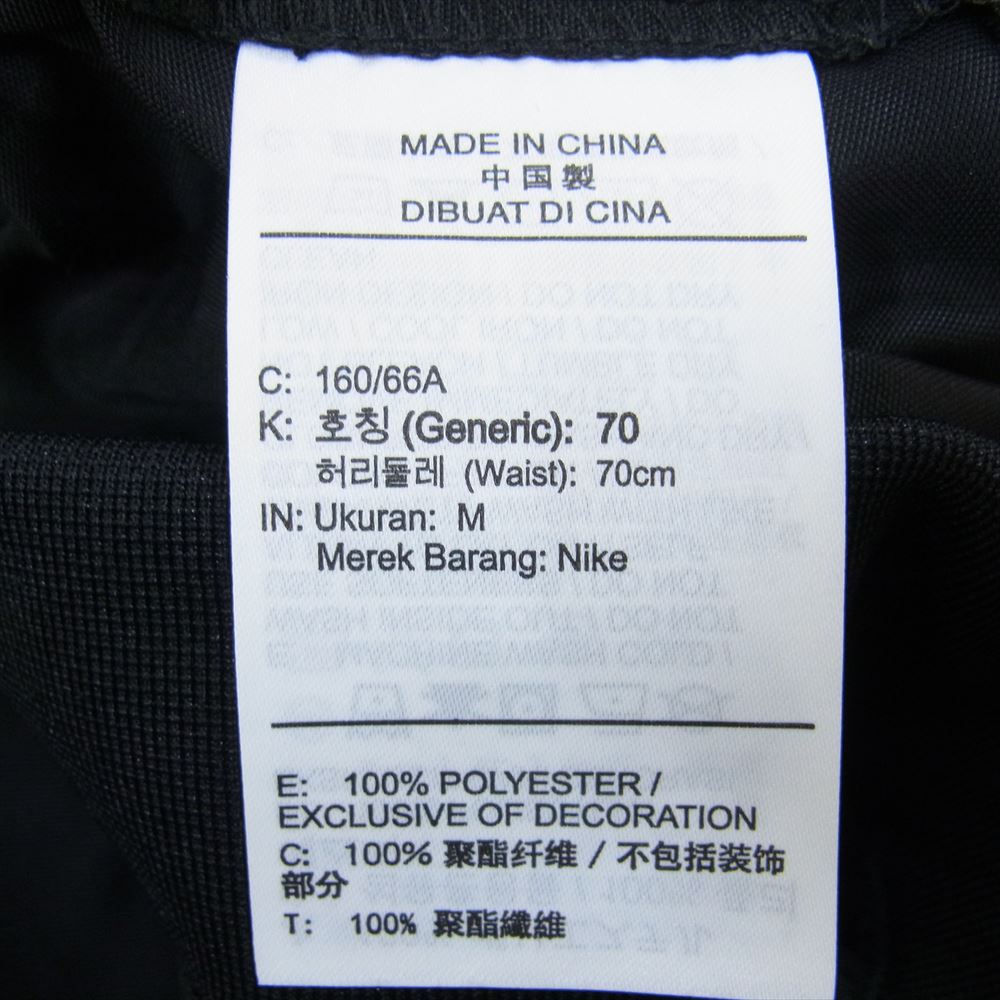 MADE IN CHINA
中国製
DIBUAT DI CINA
C: 160/66A
K: 호칭 (Generic): 70
허리둘레 (Waist): 70cm
IN: Ukuran: M
Merek Barang: Nike
E: 100% POLYESTER /
EXCLUSIVE OF DECORATION
C: 100% 聚酯纤维 / 不包括装饰
部分
T: 100% 聚酯纖維